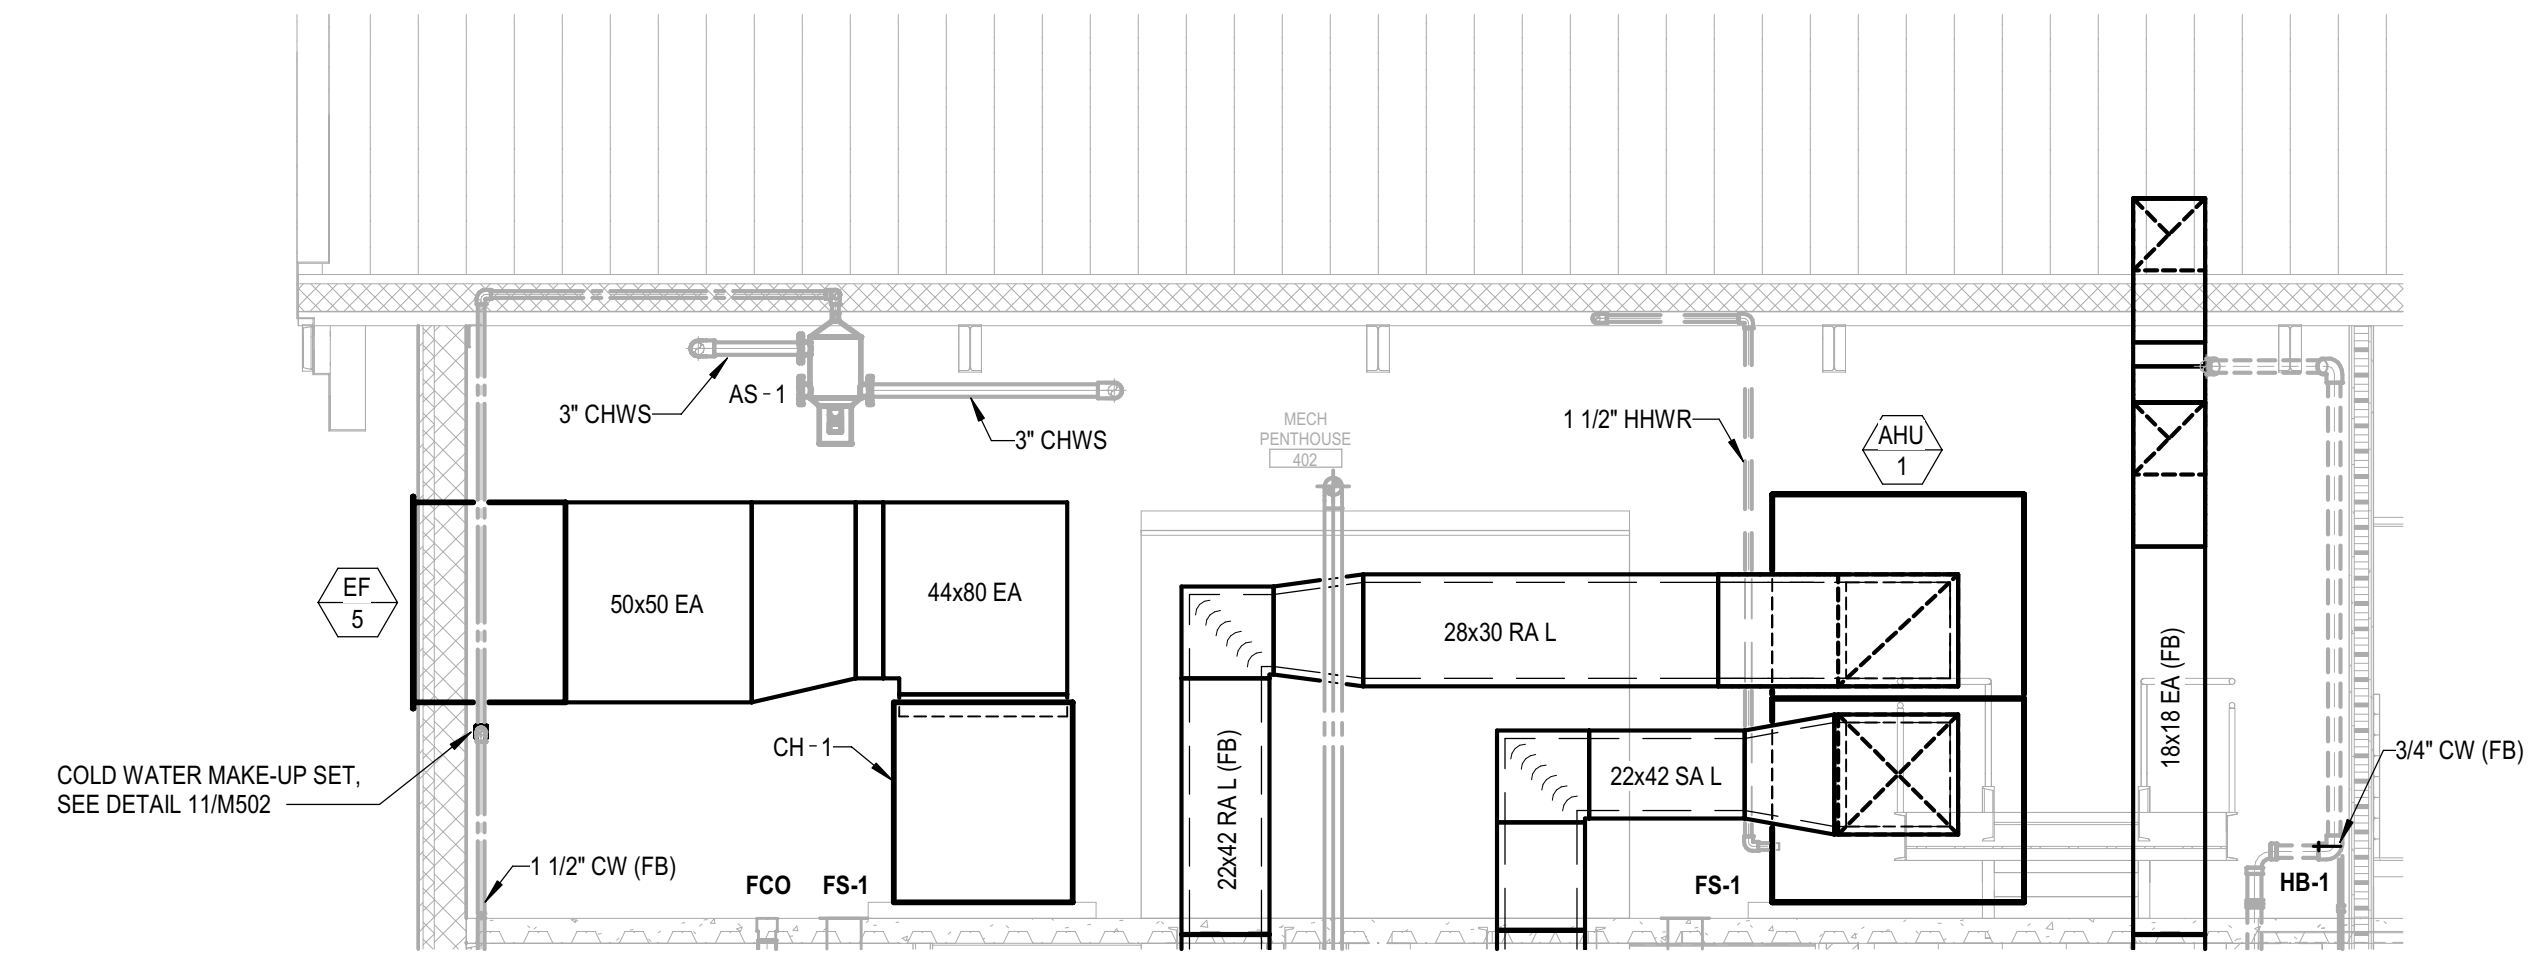 3" CHWS
AS-1
3" CHWS
MECH
PENTHOUSE
402
1 1/2" HHWR
AHU
1
EF
5
50x50 EA
44x80 EA
28x30 RA L
22x42 RA L (FB)
22x42 SA L
18x18 EA (FB)
3/4" CW (FB)
CH-1
COLD WATER MAKE-UP SET,
SEE DETAIL 11/M502
1 1/2" CW (FB)
FCO
FS-1
FS-1
HB-1